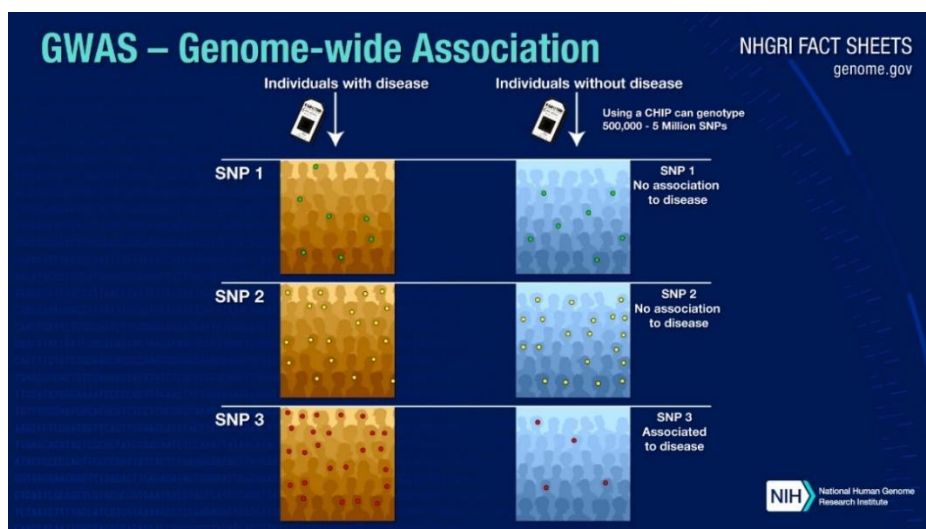 GWAS – Genome-wide Association
NHGRI FACT SHEETS
genome.gov
Individuals with disease
Individuals without disease
Using a CHIP can genotype
500,000 - 5 Million SNPs
SNP 1
SNP 1
No association
to disease
SNP 2
SNP 2
No association
to disease
SNP 3
SNP 3
Associated
to disease
NIH
National Human Genome
Research Institute